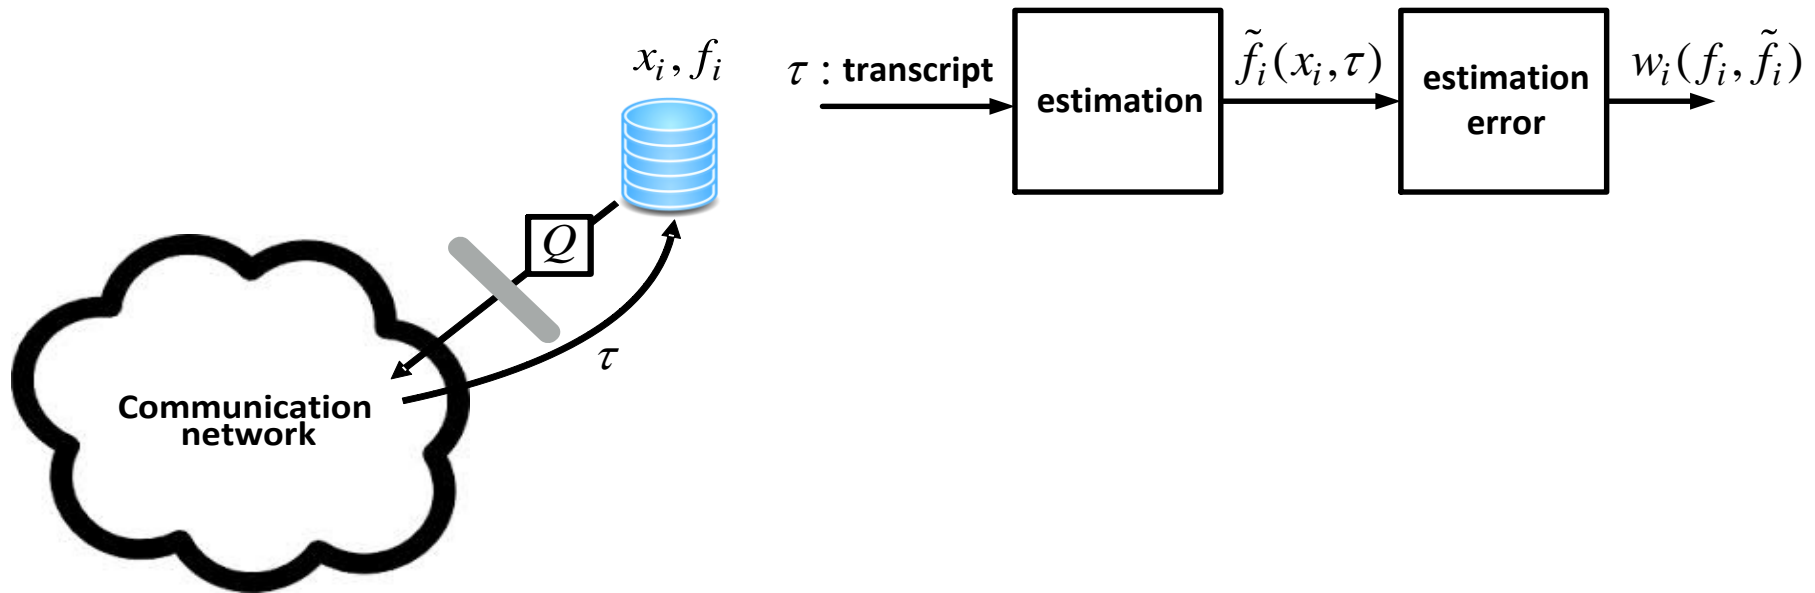 x_i, f_i
τ : transcript
estimation
f̃_i(x_i, τ)
estimation
error
w_i(f_i, f̃_i)
Q
τ
Communication
network